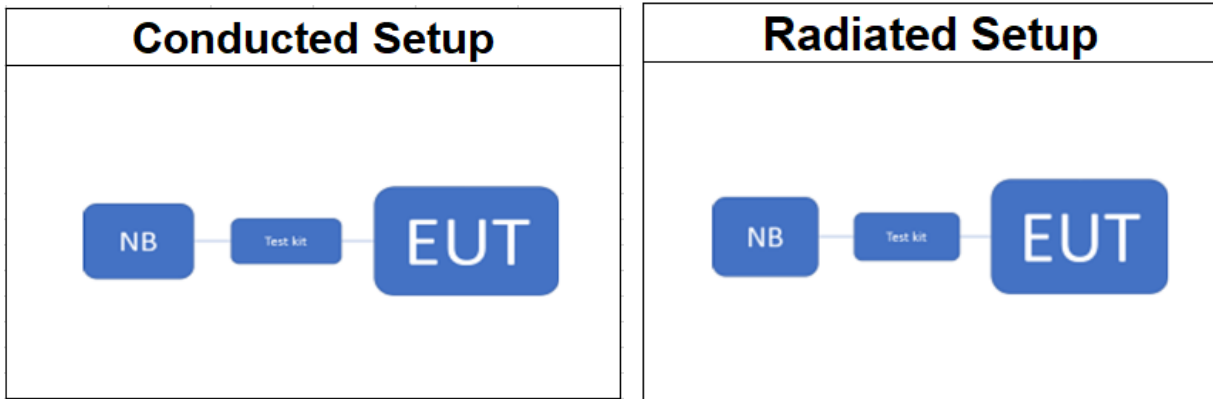 Conducted Setup
NB
Test kit
EUT
Radiated Setup
NB
Test kit
EUT